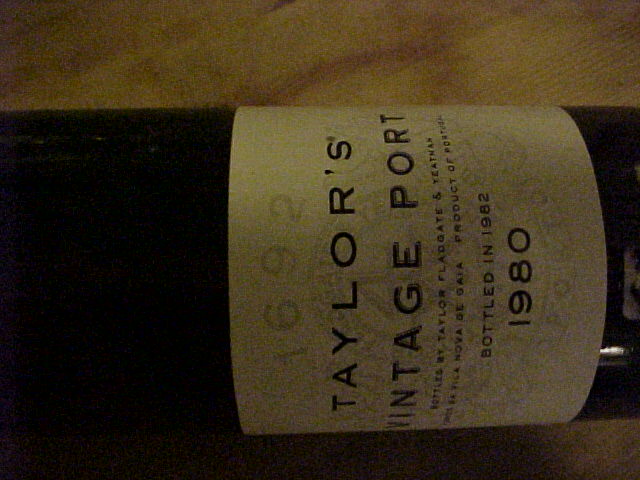 1692
TAYLOR'S
VINTAGE PORT
BOTTLED BY TAYLOR FLADGATE & YEATMAN
VILA NOVA DE GAIA PRODUCT OF PORTUGAL
BOTTLED IN 1982
1980